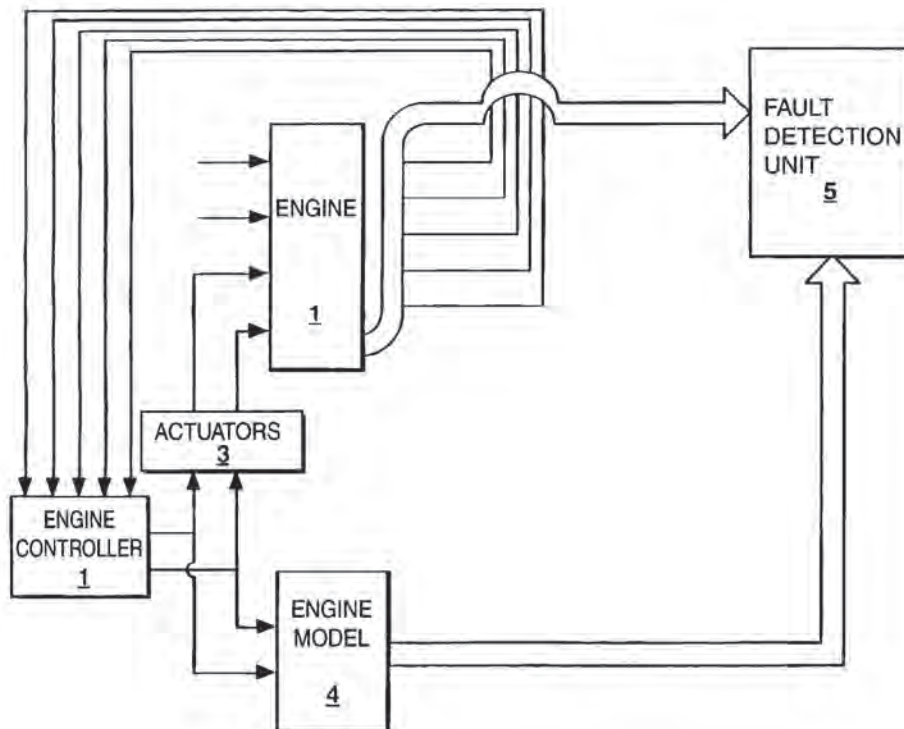 FAULT
DETECTION
UNIT
5
ENGINE
1
ACTUATORS
3
ENGINE
CONTROLLER
1
ENGINE
MODEL
4